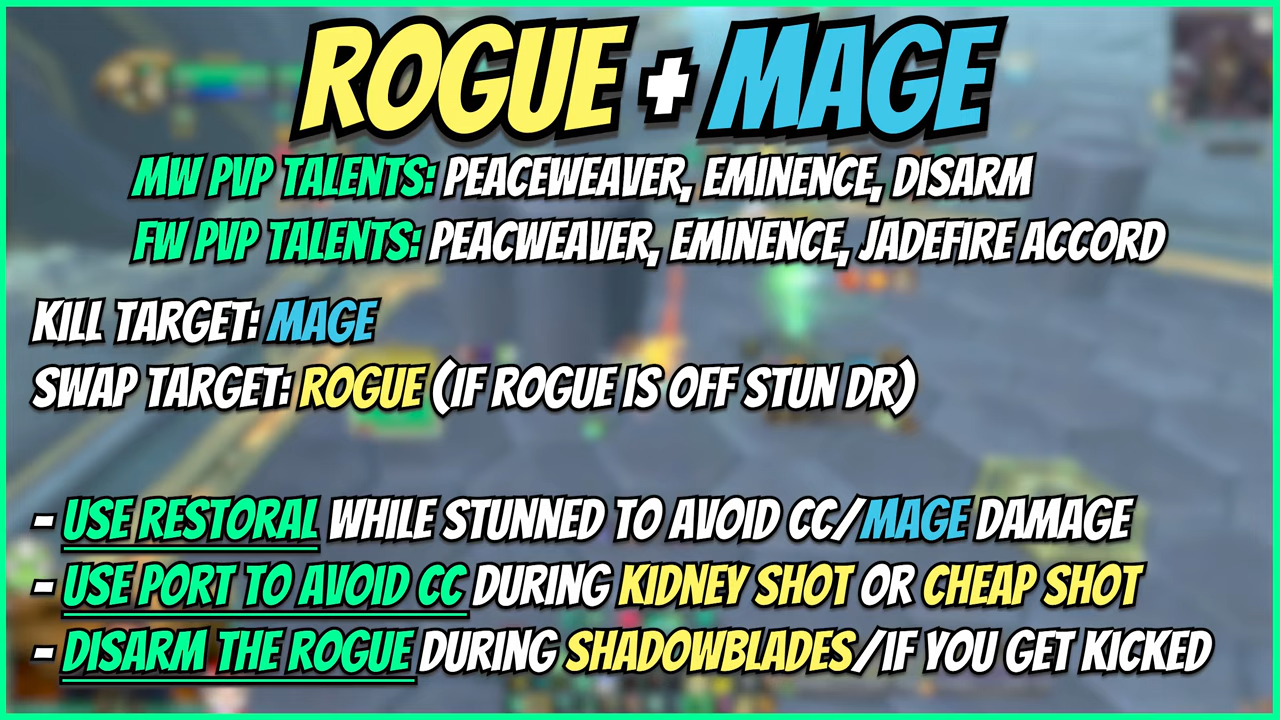 ROGUE + MAGE
MW PVP TALENTS: PEACEWEAVER, EMINENCE, DISARM
FW PVP TALENTS: PEACWEAVER, EMINENCE, JADEFIRE ACCORD
KILL TARGET: MAGE
SWAP TARGET: ROGUE (IF ROGUE IS OFF STUN DR)
- USE RESTORAL WHILE STUNNED TO AVOID CC/MAGE DAMAGE
- USE PORT TO AVOID CC DURING KIDNEY SHOT OR CHEAP SHOT
- DISARM THE ROGUE DURING SHADOWBLADES/IF YOU GET KICKED